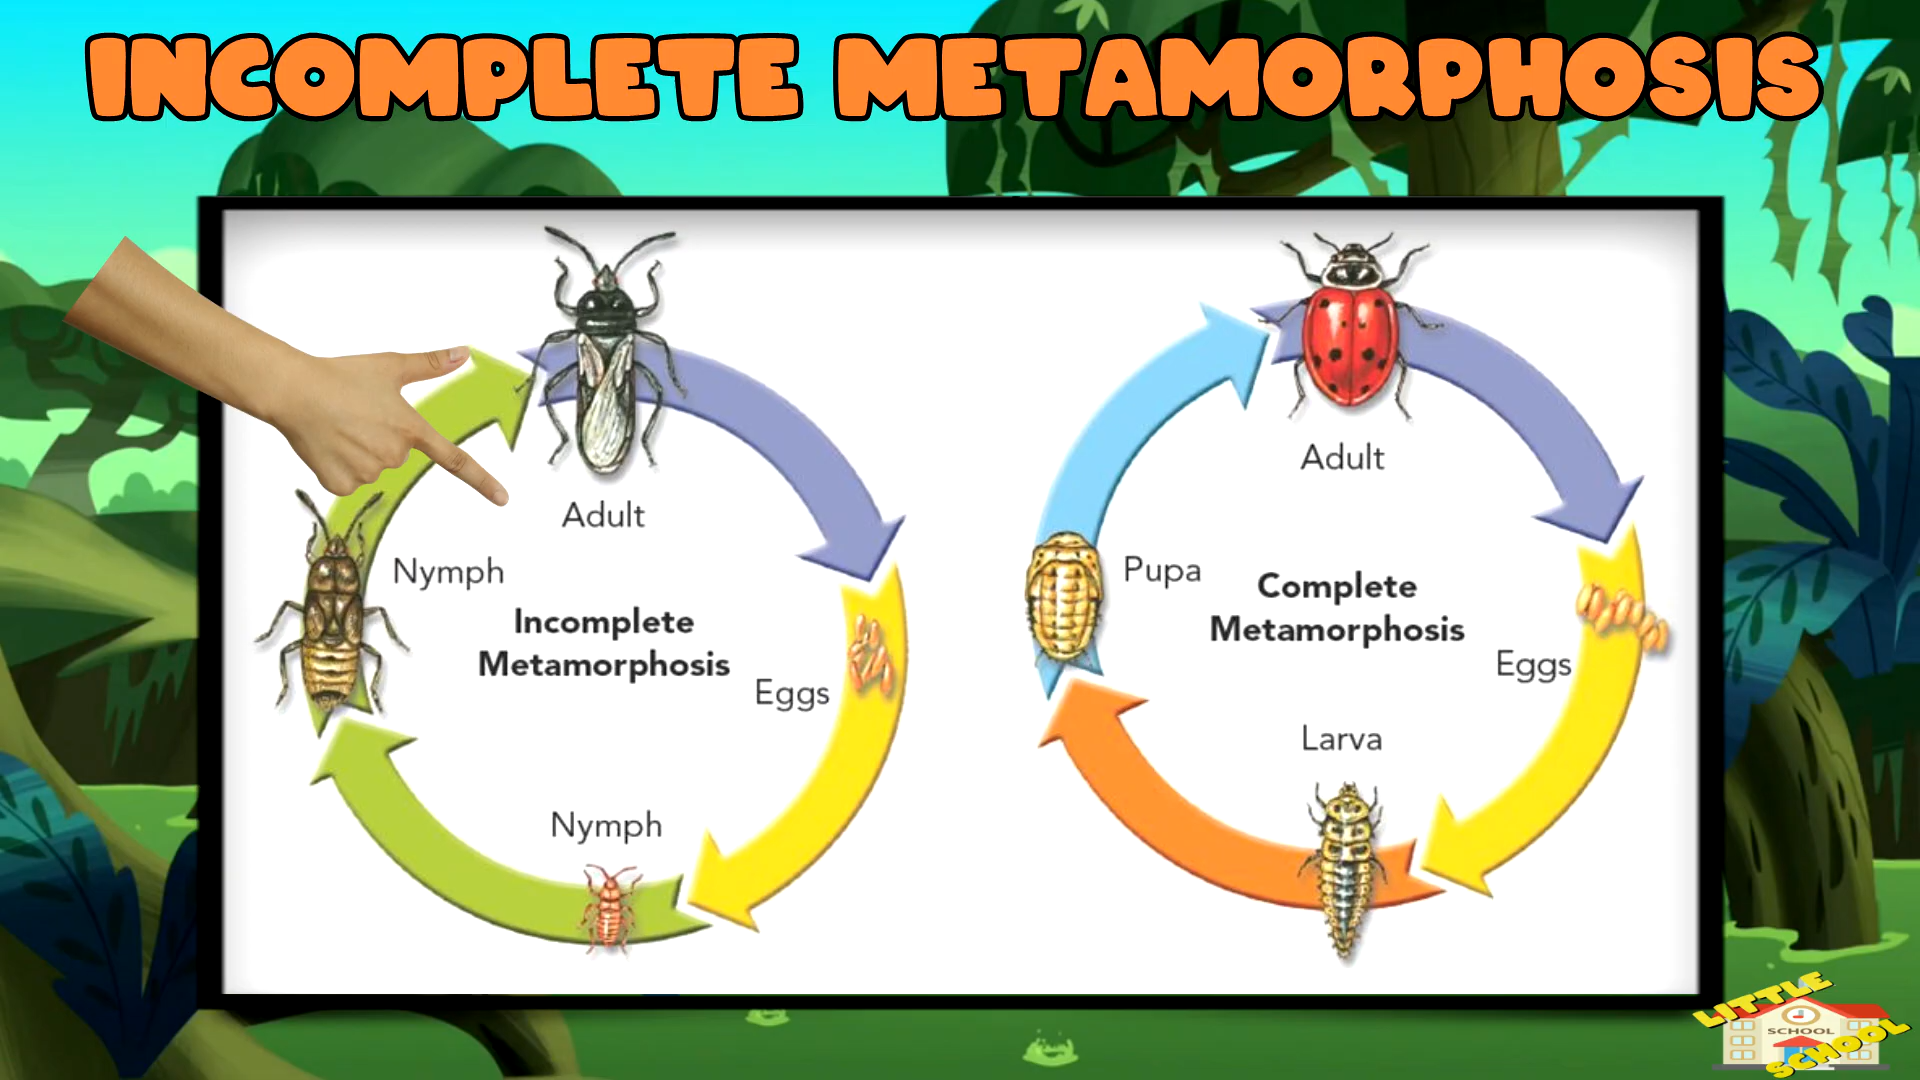 INCOMPLETE METAMORPHOSIS
Adult
Nymph
Incomplete
Metamorphosis
Eggs
Nymph
Adult
Pupa
Complete
Metamorphosis
Eggs
Larva
LITTLE
SCHOOL
SCHOOL